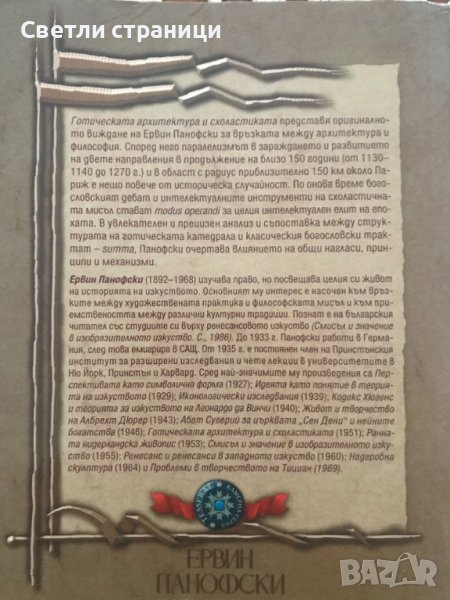 Светли страници
Готическата архитектура и схоластиката представя оригинално-
то виждане на Ервин Панофски за връзката между архитектура и
философия. Според него паралелизмът в зараждането и развитието
на двете направления в продължение на близо 150 години (от 1130–
1140 до 1270 г.) и в област с радиус приблизително 150 км около Па-
риж е нещо повече от историческа случайност. По онова време бого-
словският дебат и интелектуалните инструменти на схоластична-
та мисъл стават modus operandi за целия интелектуален елит на епо-
хата. В увлекателен и прецизен анализ и съпоставка между струк-
турата на готическата катедрала и класическия богословски трак-
тат – summa, Панофски очертава влиянието на общи нагласи, прин-
ципи и механизми.
Ервин Панофски (1892–1968) изучава право, но посвещава целия си живот
на историята на изкуството. Основният му интерес е насочен към връз-
ките между художествената практика и философската мисъл и към при-
емствеността между различни културни традиции. Познат е на българския
читател със студиите си върху ренесансовото изкуство (Смисъл и значение
в изобразителното изкуство. С., 1986). До 1933 г. Панофски работи в Герма-
ния, след това емигрира в САЩ. От 1935 г. е постоянен член на Принстънския
институт за разширени изследвания и чете лекции в университетите в
Ню Йорк, Принстън и Харвард. Сред най-значимите му произведения са Пер-
спективата като символична форма (1927); Идеята като понятие в теорията
на изкуството (1929); Иконологически изследвания (1939); Кодекс Хюгенс
и теорията за изкуството на Леонардо да Винчи (1940); Живот и творчество
на Албрехт Дюрер (1943); Абат Сугерий за църквата „Сен Дени" и нейните
богатства (1946); Готическата архитектура и схоластиката (1951); Ранна-
та нидерландска живопис (1953); Смисъл и значение в изобразителното изку-
ство (1955); Ренесанс и ренесанси в западното изкуство (1960); Надгробна
скулптура (1964) и Проблеми в творчеството на Тициан (1969).
TESSERAE
ЕРВИН
ПАНОФСКИ
BAZAR